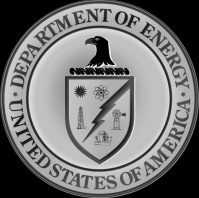 · DEPARTMENT OF ENERGY ·
UNITED STATES OF AMERICA